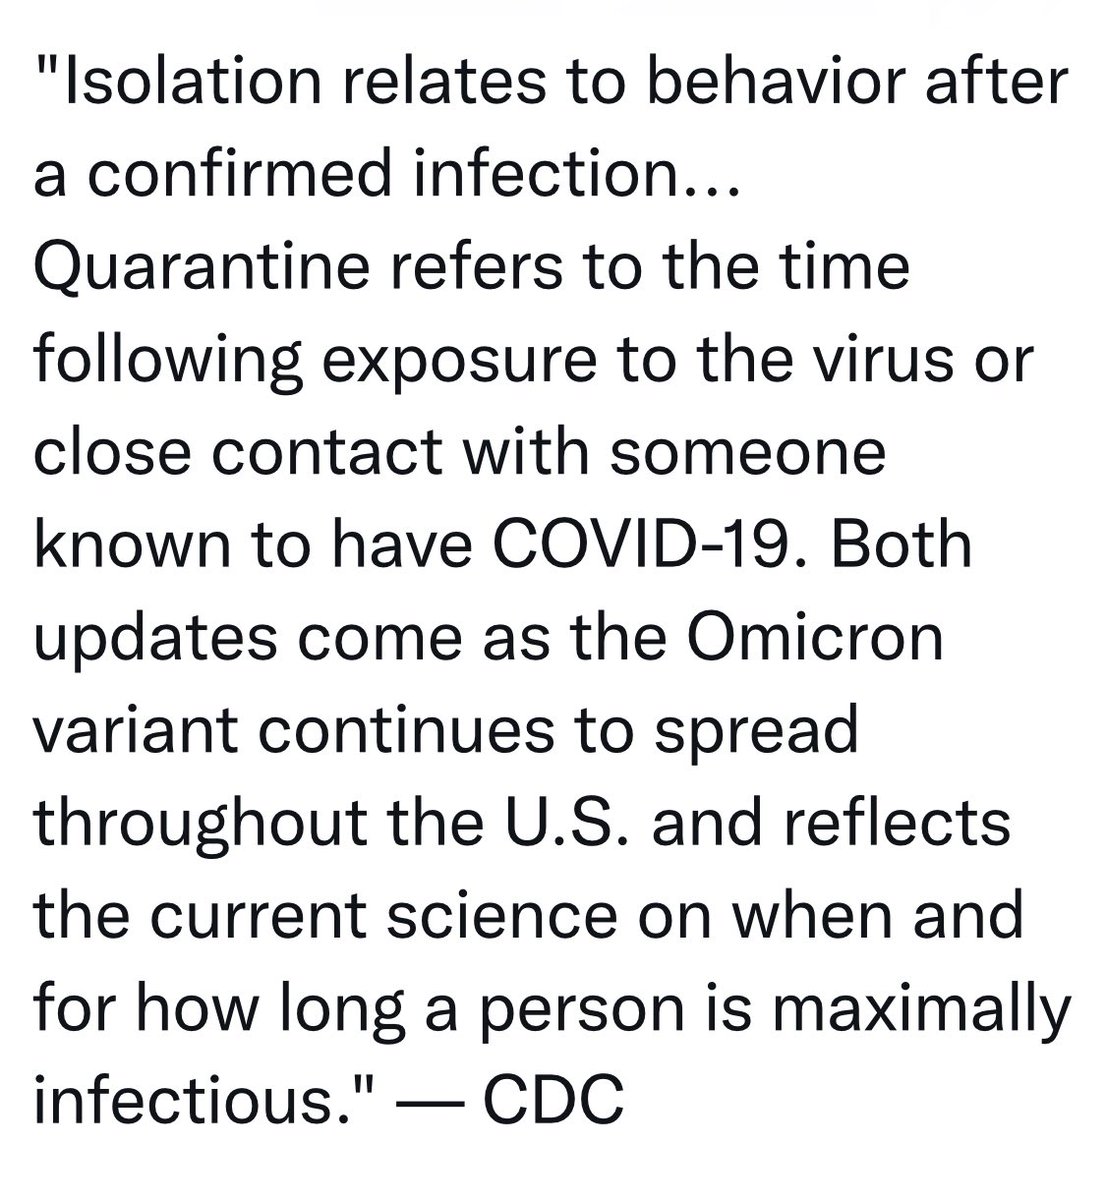 "Isolation relates to behavior after
a confirmed infection...
Quarantine refers to the time
following exposure to the virus or
close contact with someone
known to have COVID-19. Both
updates come as the Omicron
variant continues to spread
throughout the U.S. and reflects
the current science on when and
for how long a person is maximally
infectious." — CDC